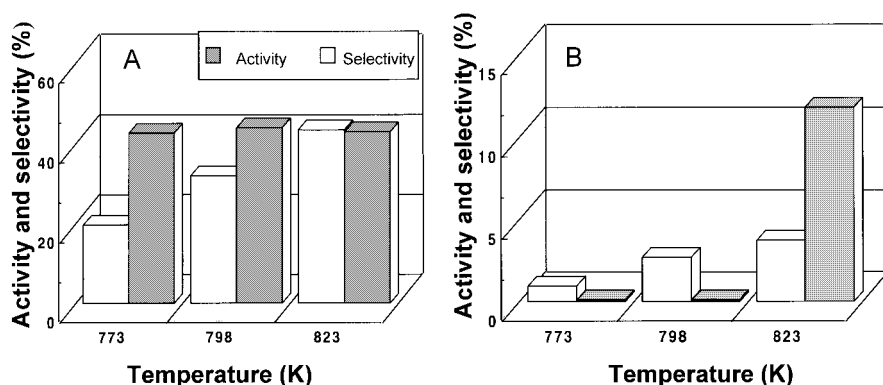 A
Activity
Selectivity
Activity and selectivity (%)
60
40
20
0
773
798
823
Temperature (K)
B
Activity and selectivity (%)
15
10
5
0
773
798
823
Temperature (K)